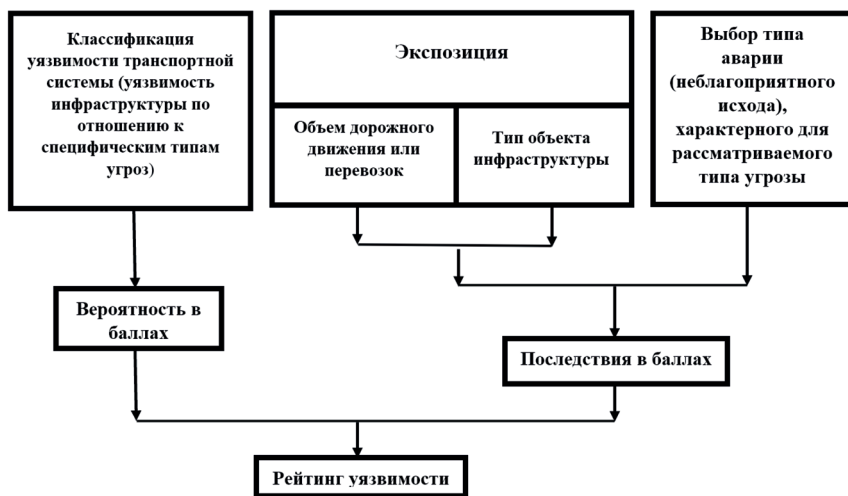 Классификация
уязвимости транспортной
системы (уязвимость
инфраструктуры по
отношению к
специфическим типам
угроз)
Экспозиция
Объем дорожного
движения или
перевозок
Тип объекта
инфраструктуры
Выбор типа
аварии
(неблагоприятного
исхода),
характерного для
рассматриваемого
типа угрозы
Вероятность в
баллах
Последствия в баллах
Рейтинг уязвимости